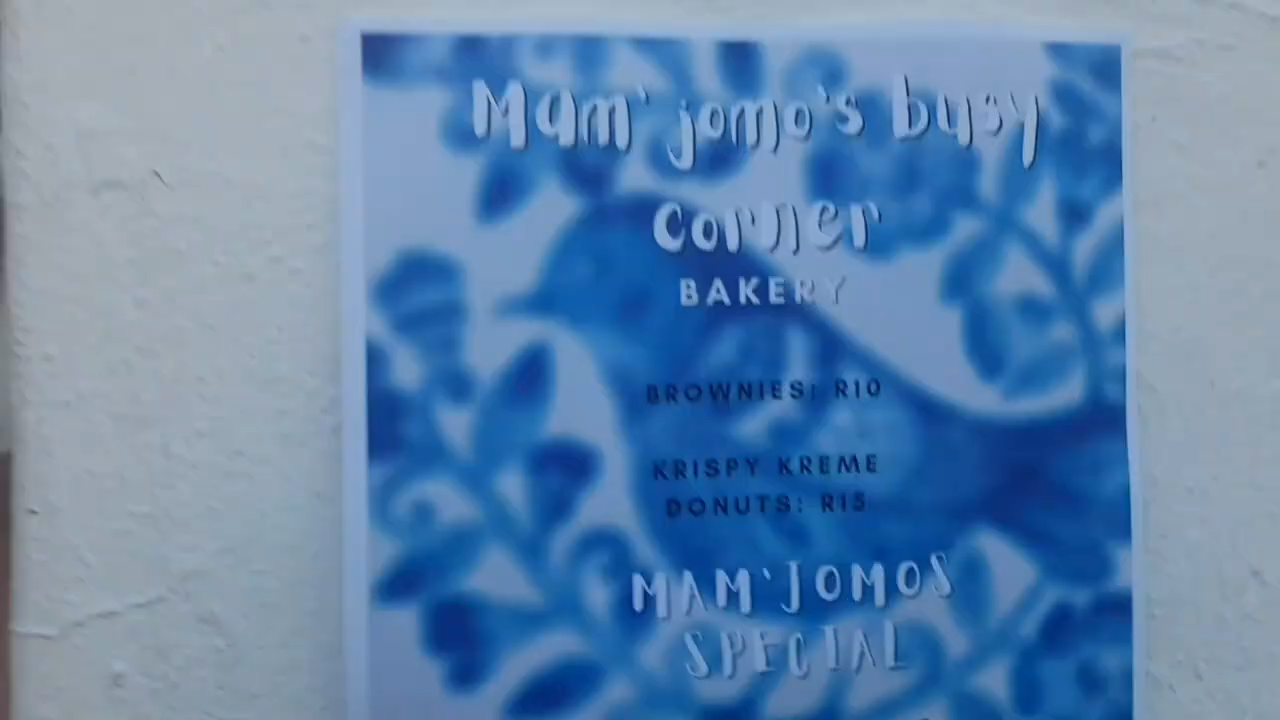 Mam'jomo's busy
corner
BAKERY
BROWNIES: R10
KRISPY KREME
DONUTS: R15
MAM'JOMOS
SPECIAL